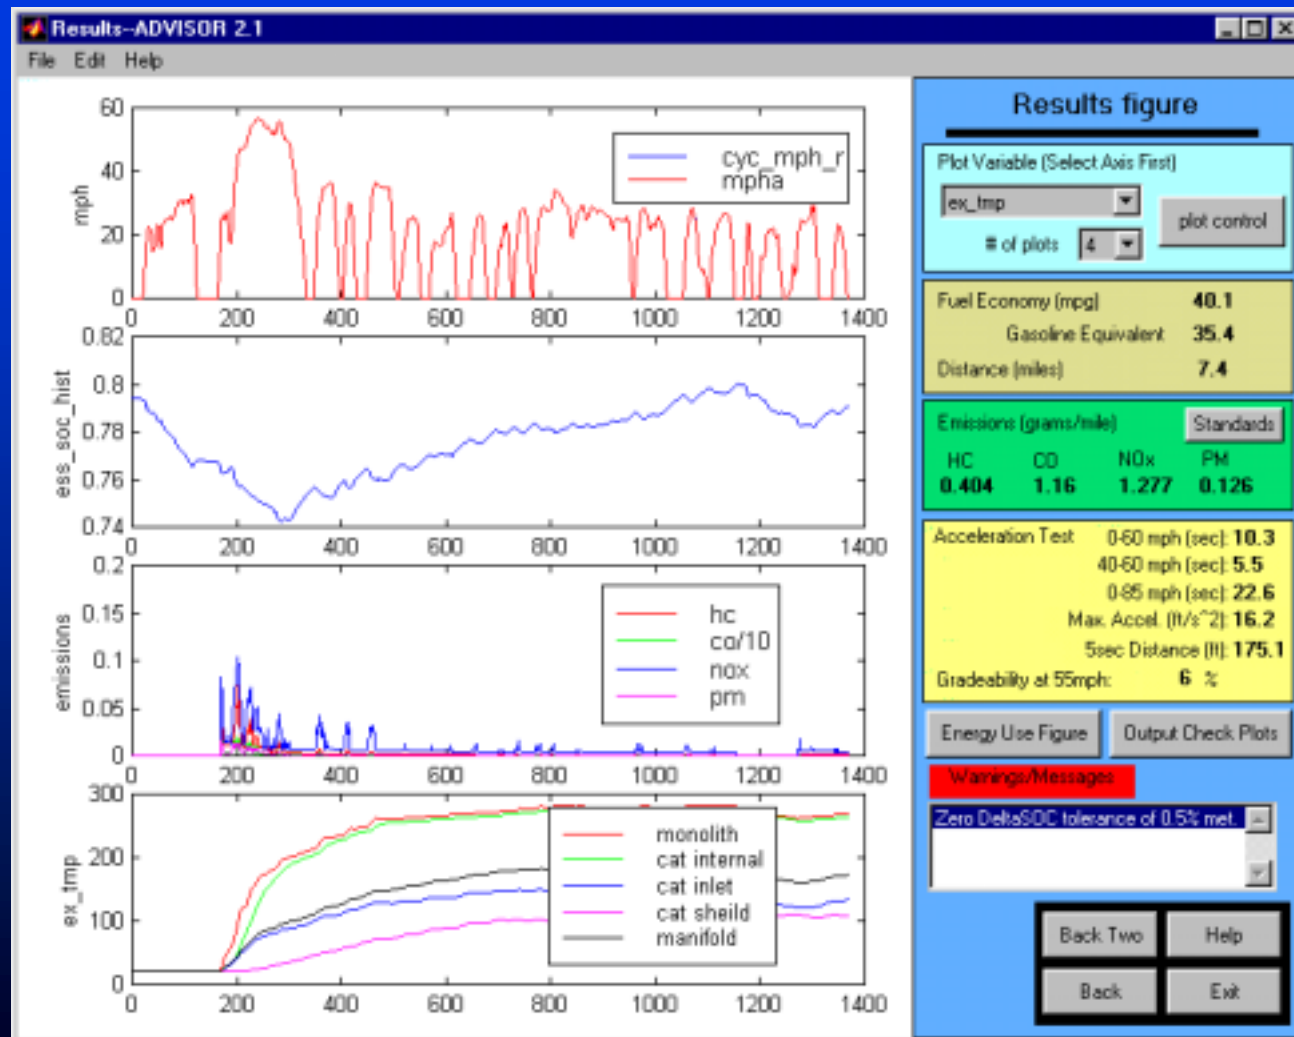 Results--ADVISOR 2.1
File Edit Help
60
40
20
0
mph
cyc_mph_r
mpha
0 200 400 600 800 1000 1200 1400
0.82
0.8
0.78
0.76
0.74
ess_soc_hist
0 200 400 600 800 1000 1200 1400
0.2
0.15
0.1
0.05
0
emissions
hc
co/10
nox
pm
0 200 400 600 800 1000 1200 1400
300
200
100
0
ex_tmp
monolith
cat internal
cat inlet
cat sheild
manifold
0 200 400 600 800 1000 1200 1400
Results figure
Plot Variable (Select Axis First)
ex_tmp
plot control
# of plots 4
Fuel Economy (mpg) 40.1
Gasoline Equivalent 35.4
Distance (miles) 7.4
Emissions (grams/mile) Standards
HC CO NOx PM
0.404 1.16 1.277 0.126
Acceleration Test 0-60 mph (sec): 10.3
40-60 mph (sec): 5.5
0-85 mph (sec): 22.6
Max. Accel. (ft/s^2): 16.2
5sec Distance (ft): 175.1
Gradeability at 55mph: 6 %
Energy Use Figure Output Check Plots
Warnings/Messages
Zero DeltaSOC tolerance of 0.5% met.
Back Two Help
Back Exit